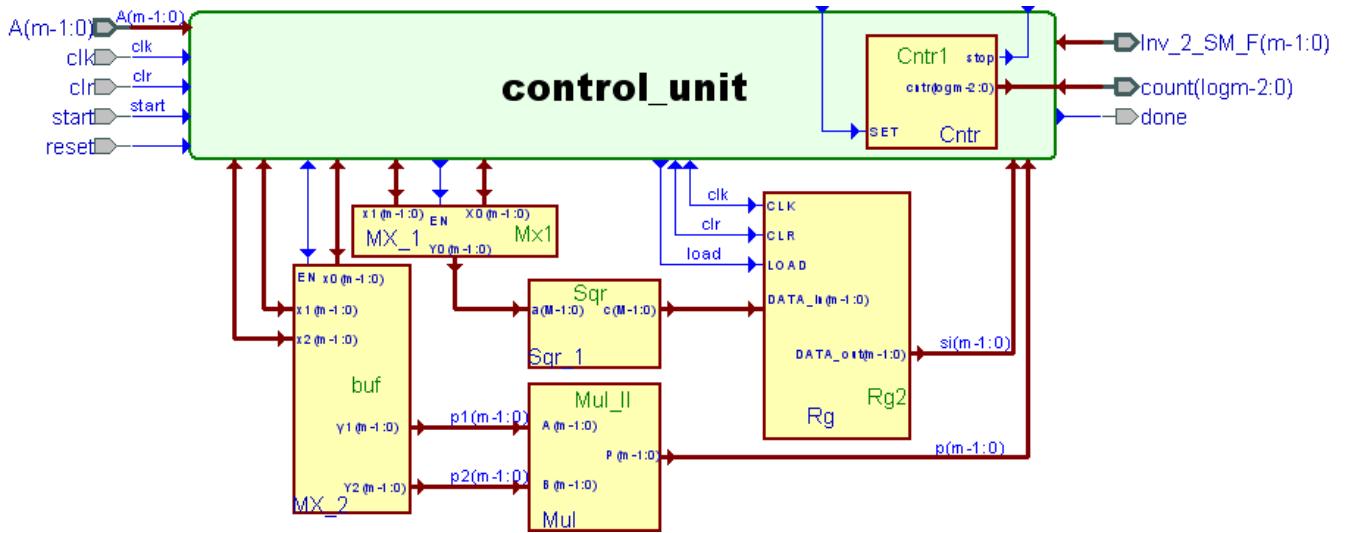 A(m-1:0)
A(m-1:0)
clk
clk
clr
clr
start
start
reset
control_unit
Cntr1
stop
cntr(logm-2:0)
SET
Cntr
Inv_2_SM_F(m-1:0)
count(logm-2:0)
done
x1(m-1:0)
EN
X0(m-1:0)
MX_1
Mx1
Y0(m-1:0)
EN
x0(m-1:0)
x1(m-1:0)
x2(m-1:0)
buf
Y1(m-1:0)
Y2(m-1:0)
MX_2
p1(m-1:0)
p2(m-1:0)
Sqr
a(M-1:0)
c(M-1:0)
Sqr_1
Mul_II
A(m-1:0)
P(m-1:0)
B(m-1:0)
Mul
clk
clr
load
CLK
CLR
LOAD
DATA_In(m-1:0)
DATA_out(m-1:0)
Rg2
Rg
si(m-1:0)
p(m-1:0)